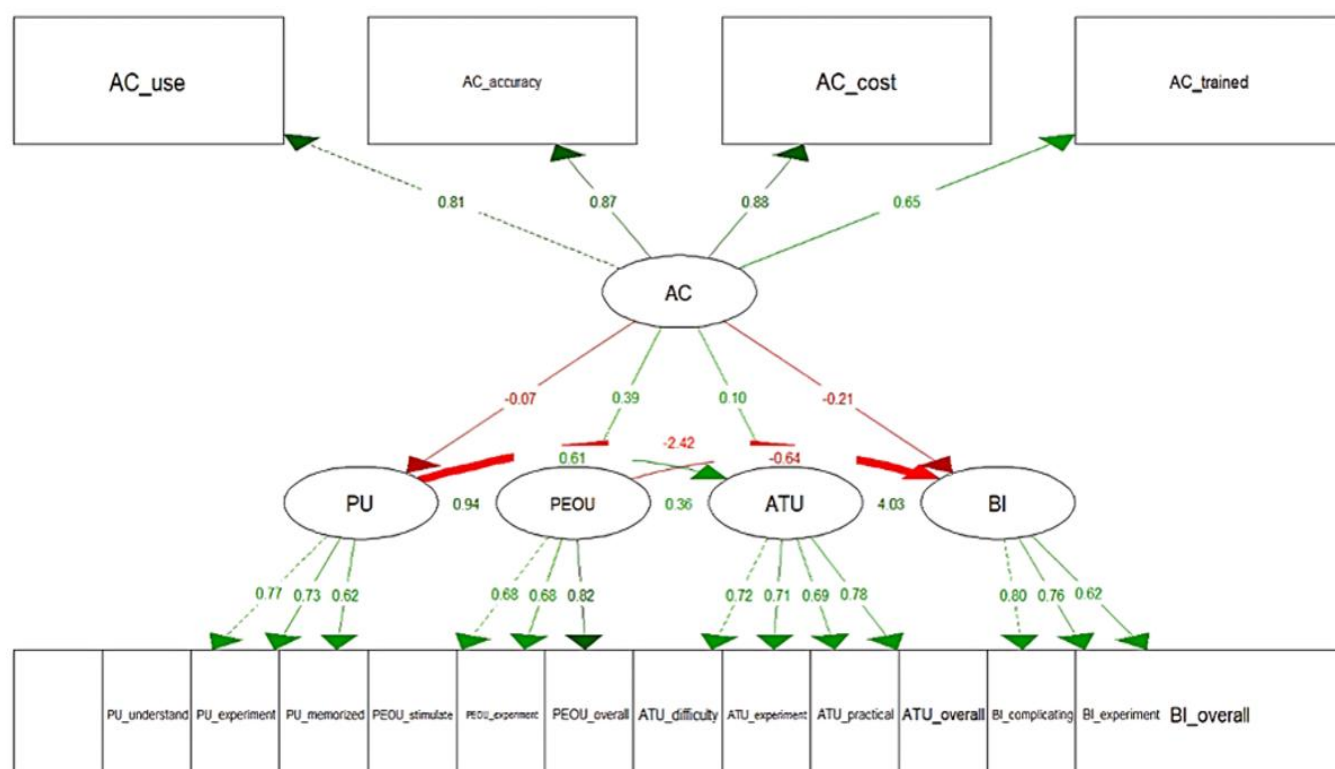 AC_use AC_accuracy AC_cost AC_trained
0.81 0.87 0.88 0.65
AC
-0.07 0.39 0.10 -0.21
-2.42
0.61 -0.64
PU 0.94 PEOU 0.36 ATU 4.03 BI
0.77 0.73 0.62 0.68 0.68 0.82 0.72 0.71 0.69 0.78 0.80 0.76 0.62
PU_understand PU_experiment PU_memorized PEOU_stimulate PEOU_experiment PEOU_overall ATU_difficulty ATU_experiment ATU_practical ATU_overall BI_complicating BI_experiment BI_overall